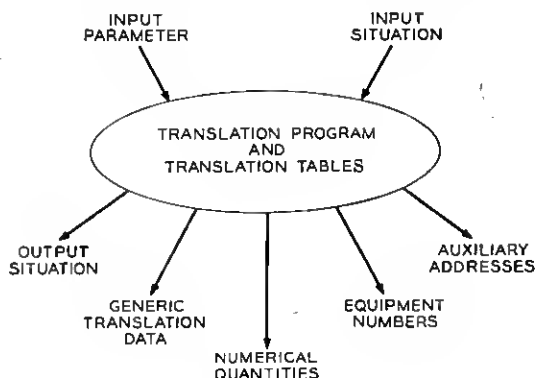 INPUT
PARAMETER
INPUT
SITUATION
TRANSLATION PROGRAM
AND
TRANSLATION TABLES
OUTPUT
SITUATION
GENERIC
TRANSLATION
DATA
NUMERICAL
QUANTITIES
EQUIPMENT
NUMBERS
AUXILIARY
ADDRESSES